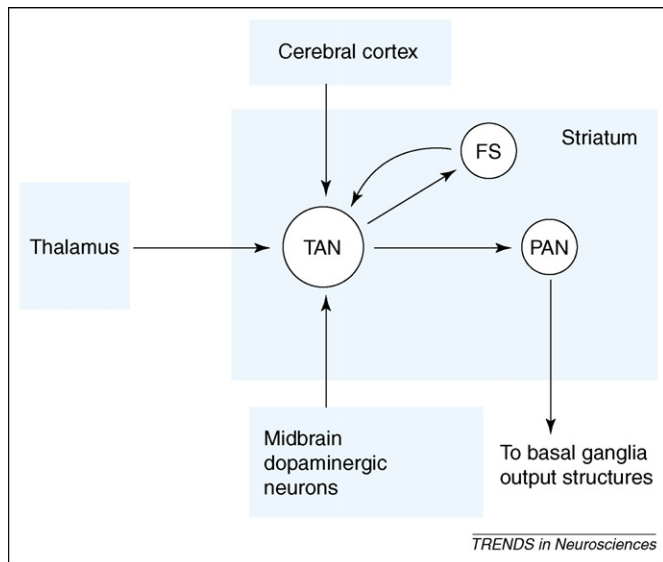 Cerebral cortex
FS
Striatum
Thalamus
TAN
PAN
Midbrain
dopaminergic
neurons
To basal ganglia
output structures
TRENDS in Neurosciences